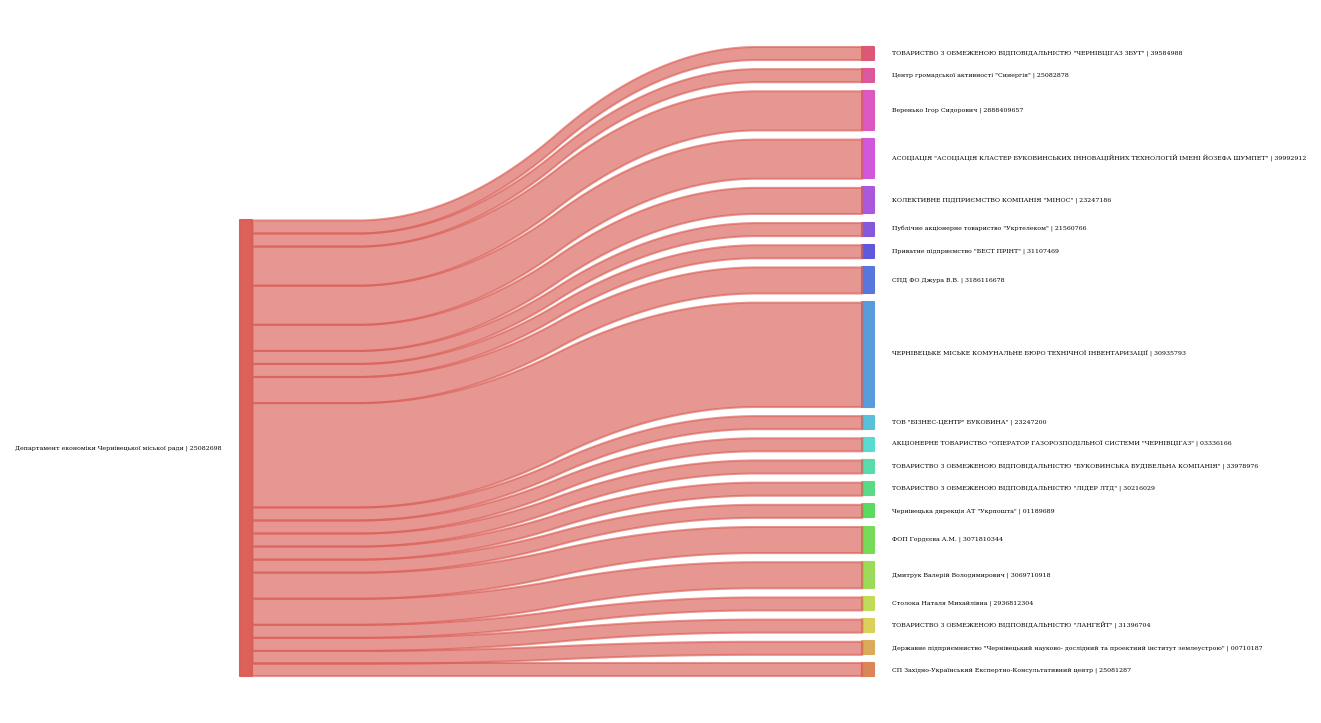 ТОВАРИСТВО З ОБМЕЖЕНОЮ ВІДПОВІДАЛЬНІСТЮ "ЧЕРНІВЦІГАЗ ЗБУТ" | 39584988
Центр громадської активності "Синергія" | 25082878
Веренько Ігор Сидорович | 2888409657
АСОЦІАЦІЯ "АСОЦІАЦІЯ КЛАСТЕР БУКОВИНСЬКИХ ІННОВАЦІЙНИХ ТЕХНОЛОГІЙ ІМЕНІ ЙОЗЕФА ШУМПЕТ" | 39992912
КОЛЕКТИВНЕ ПІДПРИЄМСТВО КОМПАНІЯ "МІНОС" | 23247186
Публічне акціонерне товариство "Укртелеком" | 21560766
Приватне підприємство "БЕСТ ПРІНТ" | 31107469
СПД ФО Джура В.В. | 3186116678
ЧЕРНІВЕЦЬКЕ МІСЬКЕ КОМУНАЛЬНЕ БЮРО ТЕХНІЧНОЇ ІНВЕНТАРИЗАЦІЇ | 30935793
ТОВ "БІЗНЕС-ЦЕНТР" БУКОВИНА" | 23247200
АКЦІОНЕРНЕ ТОВАРИСТВО "ОПЕРАТОР ГАЗОРОЗПОДІЛЬНОЇ СИСТЕМИ "ЧЕРНІВЦІГАЗ" | 03336166
Департамент економіки Чернівецької міської ради | 25082698
ТОВАРИСТВО З ОБМЕЖЕНОЮ ВІДПОВІДАЛЬНІСТЮ "БУКОВИНСЬКА БУДІВЕЛЬНА КОМПАНІЯ" | 33978976
ТОВАРИСТВО З ОБМЕЖЕНОЮ ВІДПОВІДАЛЬНІСТЮ "ЛІДЕР ЛТД" | 30216029
Чернівецька дирекція АТ "Укрпошта" | 01189689
ФОП Гордєєва А.М. | 3071810344
Дмитрук Валерій Володимирович | 3069710918
Столока Наталя Михайлівна | 2936812304
ТОВАРИСТВО З ОБМЕЖЕНОЮ ВІДПОВІДАЛЬНІСТЮ "ЛАНГЕЙТ" | 31396704
Державне підприємниство "Чернівецький науково- дослідний та проектний інститут землеустрою" | 00710187
СП Західно-Український Експертно-Консультативний центр | 25081287